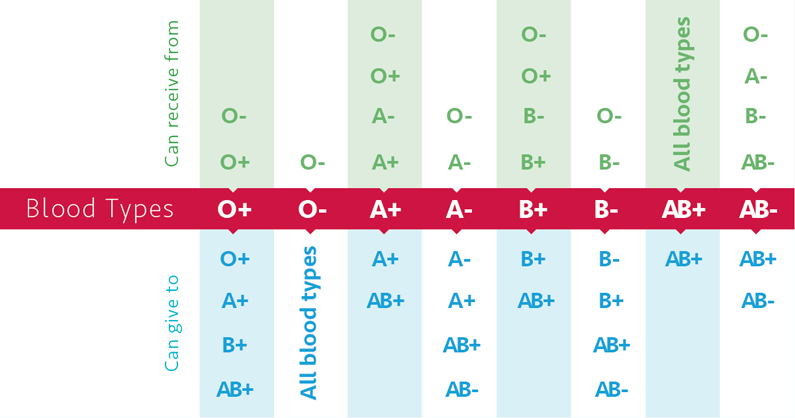 Can receive from
O- O- O-
O+ O+ A-
O- A- O- B- O- B-
O+ O- A+ A- B+ B- All blood types AB-
Blood Types O+ O- A+ A- B+ B- AB+ AB-
Can give to
O+ All blood types A+ A- B+ B- AB+ AB+
A+ AB+ A+ AB+ B+ AB-
B+ AB+ AB+
AB+ AB- AB-